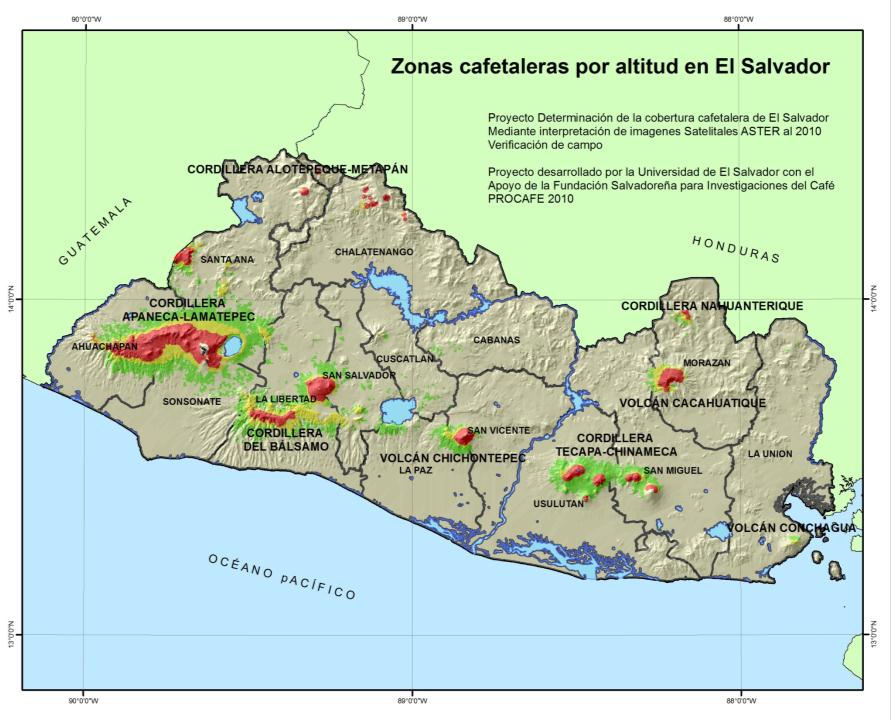 90°0'0"W
89°0'0"W
88°0'0"W
Zonas cafetaleras por altitud en El Salvador
Proyecto Determinación de la cobertura cafetalera de El Salvador
Mediante interpretación de imagenes Satelitales ASTER al 2010
Verificación de campo
Proyecto desarrollado por la Universidad de El Salvador con el
Apoyo de la Fundación Salvadoreña para Investigaciones del Café
PROCAFE 2010
CORDILLERA ALOTEPEQUE-METAPÁN
GUATEMALA
HONDURAS
SANTA ANA
CHALATENANGO
14°0'0"N
14°0'0"N
CORDILLERA
APANECA-LAMATEPEC
CORDILLERA NAHUANTERIQUE
AHUACHAPAN
CABANAS
CUSCATLAN
MORAZAN
SAN SALVADOR
SONSONATE
LA LIBERTAD
VOLCÁN CACAHUATIQUE
CORDILLERA
DEL BÁLSAMO
SAN VICENTE
CORDILLERA
TECAPA-CHINAMECA
VOLCÁN CHICHONTEPEC
LA PAZ
LA UNION
SAN MIGUEL
USULUTAN
VOLCÁN CONCHAGUA
OCÉANO pACÍFICO
13°0'0"N
13°0'0"N
90°0'0"W
89°0'0"W
88°0'0"W